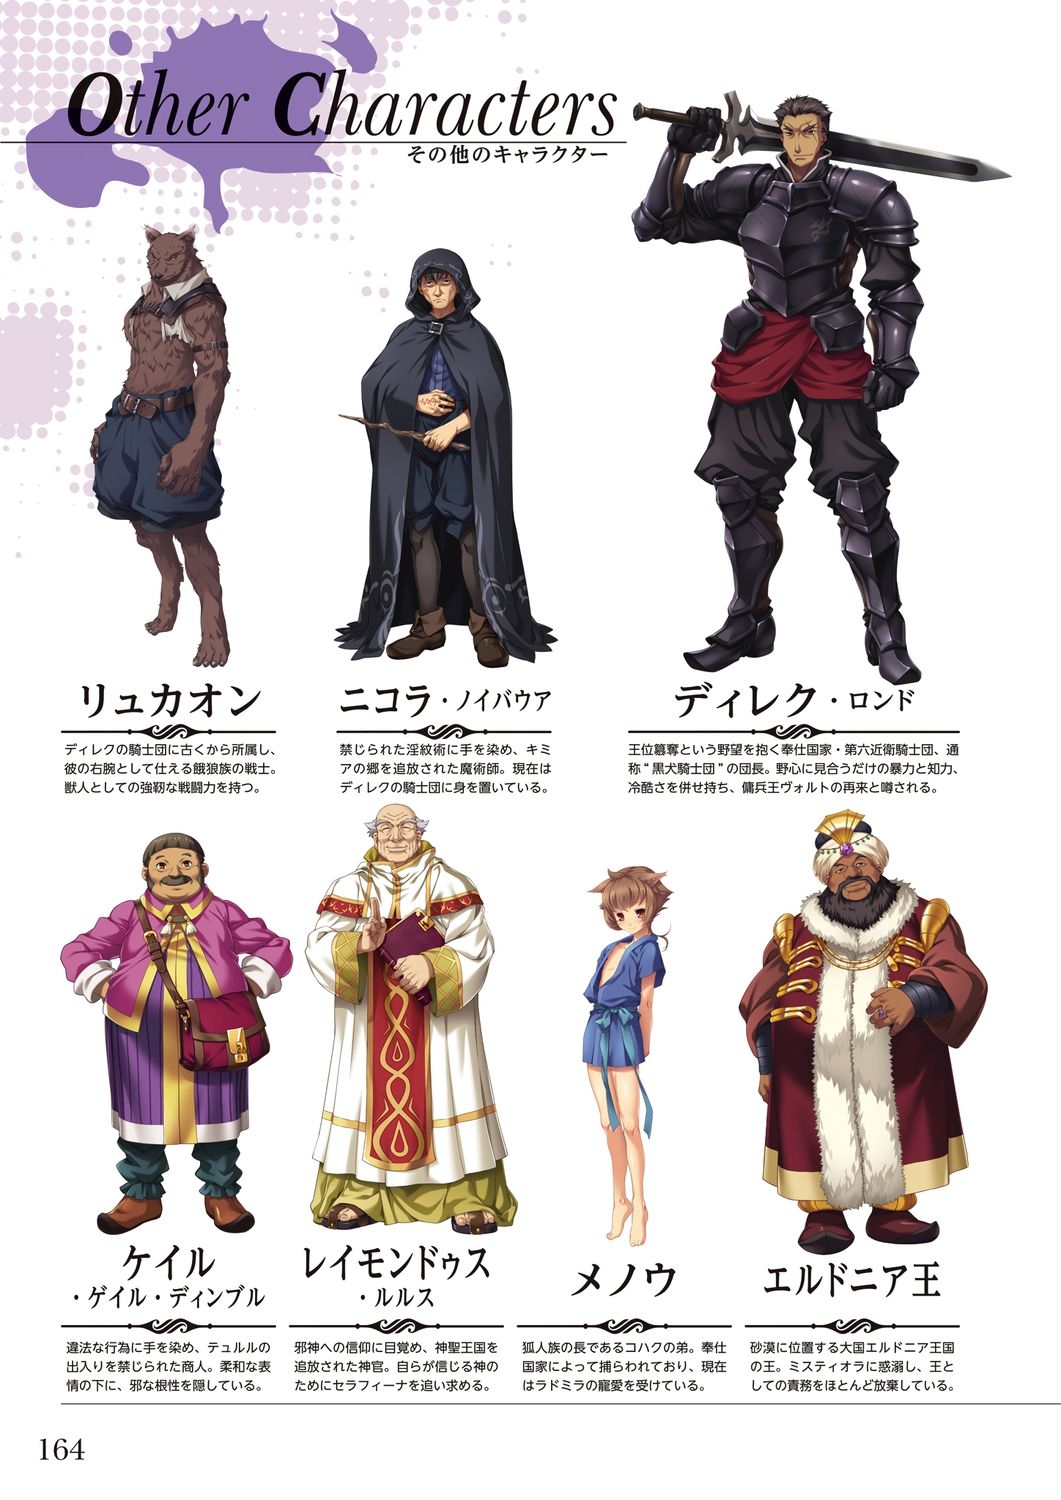 Other Characters
その他のキャラクター
リュカオン
ディレクの騎士団に古くから所属し、
彼の右腕として仕える餓狼族の戦士。
獣人としての強靭な戦闘力を持つ。
ニコラ・ノイバウア
禁じられた淫紋術に手を染め、キミ
アの郷を追放された魔術師。現在は
ディレクの騎士団に身を置いている。
ディレク・ロンド
王位簒奪という野望を抱く奉仕国家・第六近衛騎士団、通
称“黒犬騎士団”の団長。野心に見合うだけの暴力と知力、
冷酷さを併せ持ち、傭兵王ヴォルトの再来と噂される。
ケイル
・ゲイル・ディンブル
違法な行為に手を染め、テュルルの
出入りを禁じられた商人。柔和な表
情の下に、邪な根性を隠している。
レイモンドゥス
・ルルス
邪神への信仰に目覚め、神聖王国を
追放された神官。自らが信じる神の
ためにセラフィーナを追い求める。
メノウ
狐人族の長であるコハクの弟。奉仕
国家によって捕らわれており、現在
はラドミラの寵愛を受けている。
エルドニア王
砂漠に位置する大国エルドニア王国
の王。ミスティオラに惑溺し、王と
しての責務をほとんど放棄している。
164